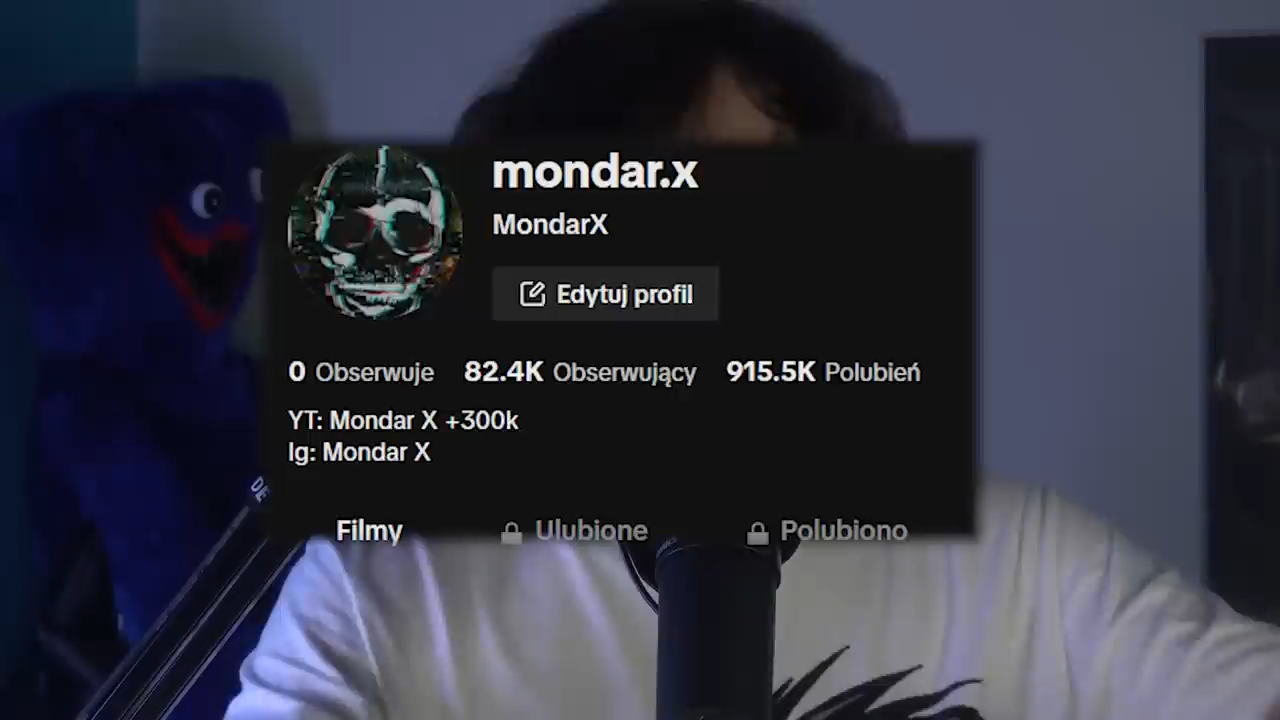 mondar.x
MondarX
Edytuj profil
0 Obserwuje 82.4K Obserwujący 915.5K Polubień
YT: Mondar X +300k
Ig: Mondar X
Filmy Ulubione Polubiono
DE